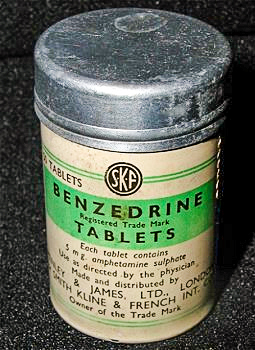 TABLETS
SKF
BENZEDRINE
Registered Trade Mark
TABLETS
Each tablet contains
5 mg. amphetamine sulphate
Use as directed by the physician
Made and distributed by
& JAMES, LTD., LONDON
KLINE & FRENCH INT. CO
Owner of the Trade Mark